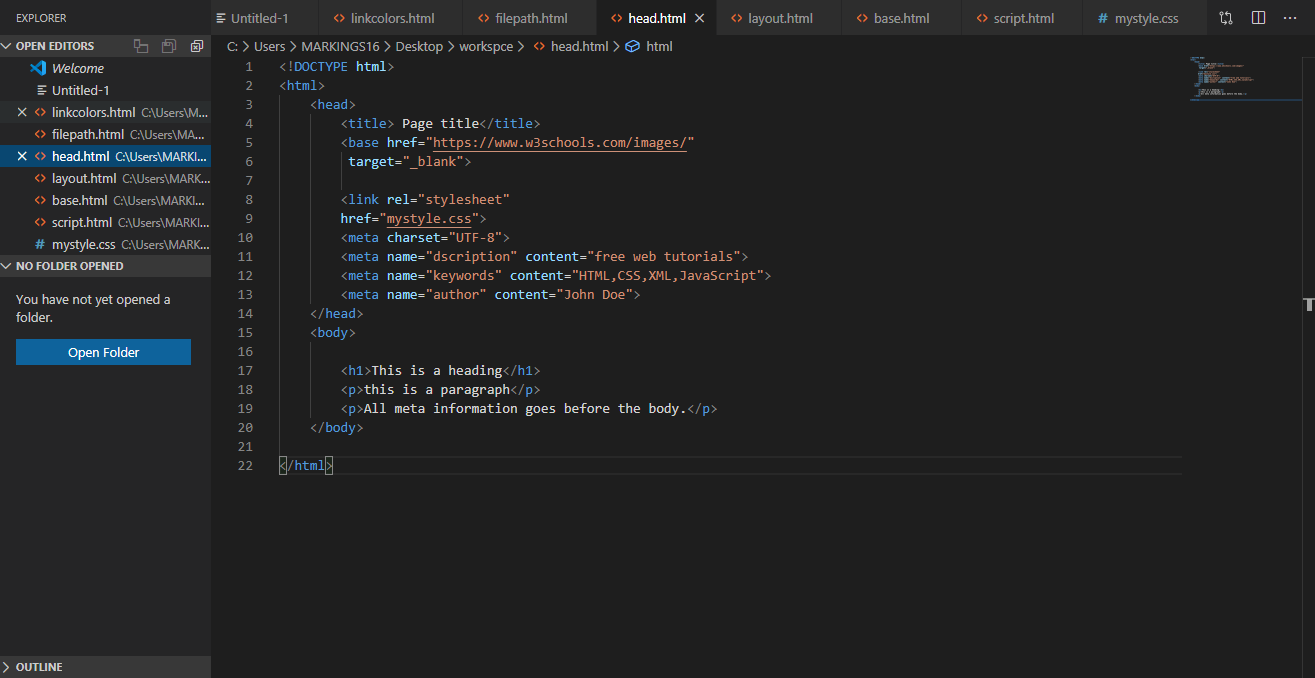 EXPLORER
OPEN EDITORS
Welcome
Untitled-1
linkcolors.html C:\Users\M...
filepath.html C:\Users\MA...
head.html C:\Users\MARKI...
layout.html C:\Users\MARK...
base.html C:\Users\MARKI...
script.html C:\Users\MARKI...
mystyle.css C:\Users\MARK...
NO FOLDER OPENED
You have not yet opened a
folder.
Open Folder
OUTLINE
Untitled-1 linkcolors.html filepath.html head.html layout.html base.html script.html # mystyle.css
C: > Users > MARKINGS16 > Desktop > workspce > head.html > html
1 <!DOCTYPE html>
2 <html>
3 <head>
4 <title> Page title</title>
5 <base href="https://www.w3schools.com/images/"
6 target="_blank">
7
8 <link rel="stylesheet"
9 href="mystyle.css">
10 <meta charset="UTF-8">
11 <meta name="dscription" content="free web tutorials">
12 <meta name="keywords" content="HTML,CSS,XML,JavaScript">
13 <meta name="author" content="John Doe">
14 </head>
15 <body>
16
17 <h1>This is a heading</h1>
18 <p>this is a paragraph</p>
19 <p>All meta information goes before the body.</p>
20 </body>
21
22 </html>